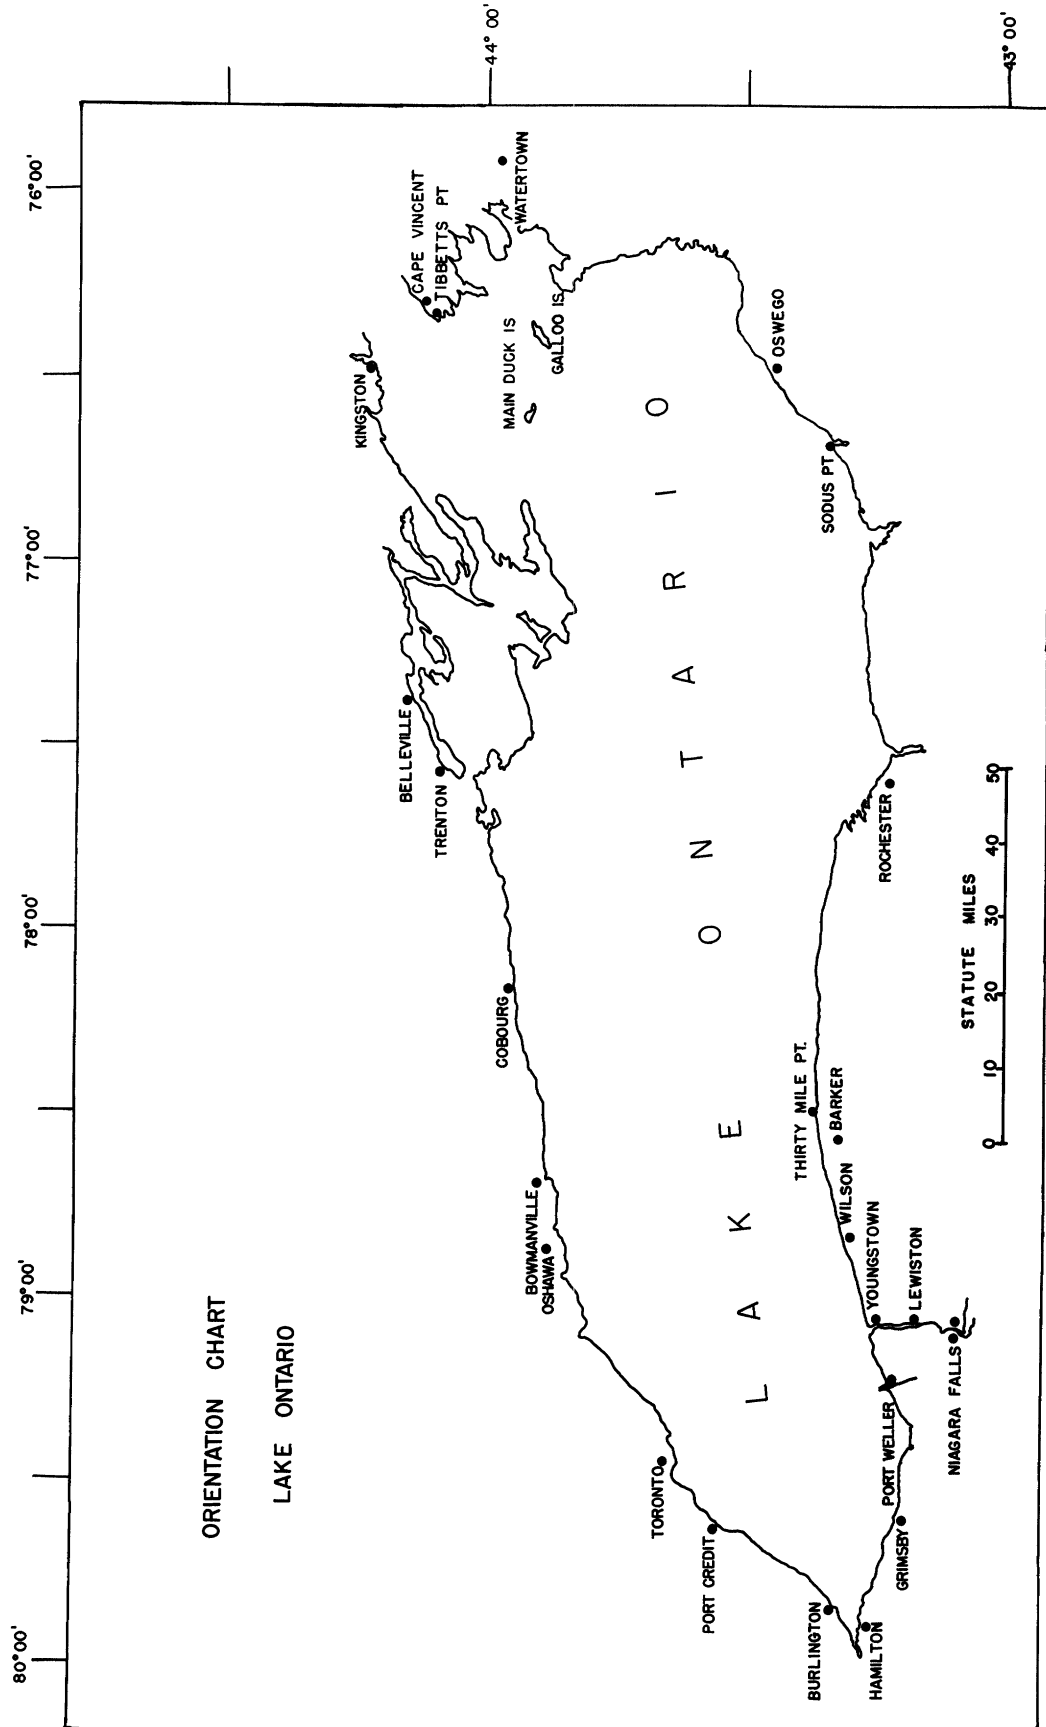 ORIENTATION CHART
LAKE ONTARIO
80°00'
79°00'
78°00'
77°00'
76°00'
44° 00'
43° 00'
KINGSTON
CAPE VINCENT
TIBBETTS PT
WATERTOWN
MAIN DUCK IS
GALLOO IS.
BELLEVILLE
TRENTON
COBOURG
BOWMANVILLE
OSHAWA
TORONTO
PORT CREDIT
BURLINGTON
HAMILTON
GRIMSBY
PORT WELLER
NIAGARA FALLS
LEWISTON
YOUNGSTOWN
WILSON
BARKER
THIRTY MILE PT.
ROCHESTER
SODUS PT
OSWEGO
LAKE ONTARIO
STATUTE MILES
0 10 20 30 40 50